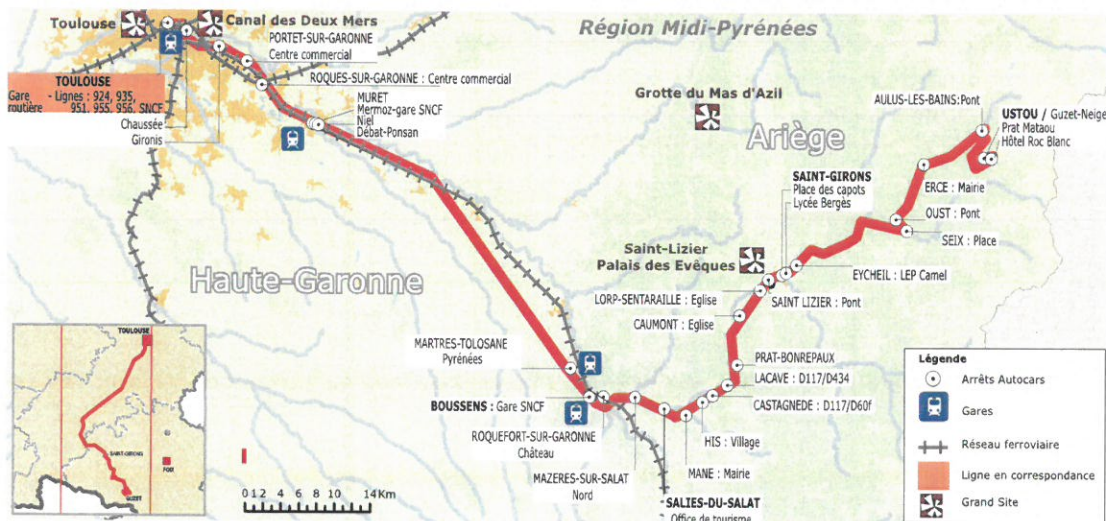 Toulouse
Canal des Deux Mers
PORTET-SUR-GARONNE
Centre commercial
Région Midi-Pyrénées
ROQUES-SUR-GARONNE : Centre commercial
TOULOUSE
Gare - Lignes : 924, 935,
routière 951, 955, 956, SNCF
Chaussée
Gironis
MURET
Mermoz-gare SNCF
Niel
Débat-Ponsan
Grotte du Mas d'Azil
Ariège
AULUS-LES-BAINS:Pont
USTOU / Guzet-Neige
Prat Mataou
Hôtel Roc Blanc
SAINT-GIRONS
Place des capots
Lycée Bergès
ERCE : Mairie
OUST : Pont
SEIX : Place
Haute-Garonne
Saint-Lizier
Palais des Evêques
EYCHEIL : LEP Camel
LORP-SENTARAILLE : Eglise
SAINT LIZIER : Pont
CAUMONT : Eglise
MARTRES-TOLOSANE
Pyrénées
PRAT-BONREPAUX
LACAVE : D117/D434
BOUSSENS : Gare SNCF
CASTAGNEDE : D117/D60f
ROQUEFORT-SUR-GARONNE
Château
HIS : Village
MAZERES-SUR-SALAT
Nord
MANE : Mairie
SALIES-DU-SALAT
Office de tourisme
TOULOUSE
SAINT-GIRONS
FOIX
GUZET
0 1 2 4 6 8 10 12 14Km
Légende
Arrêts Autocars
Gares
Réseau ferroviaire
Ligne en correspondance
Grand Site